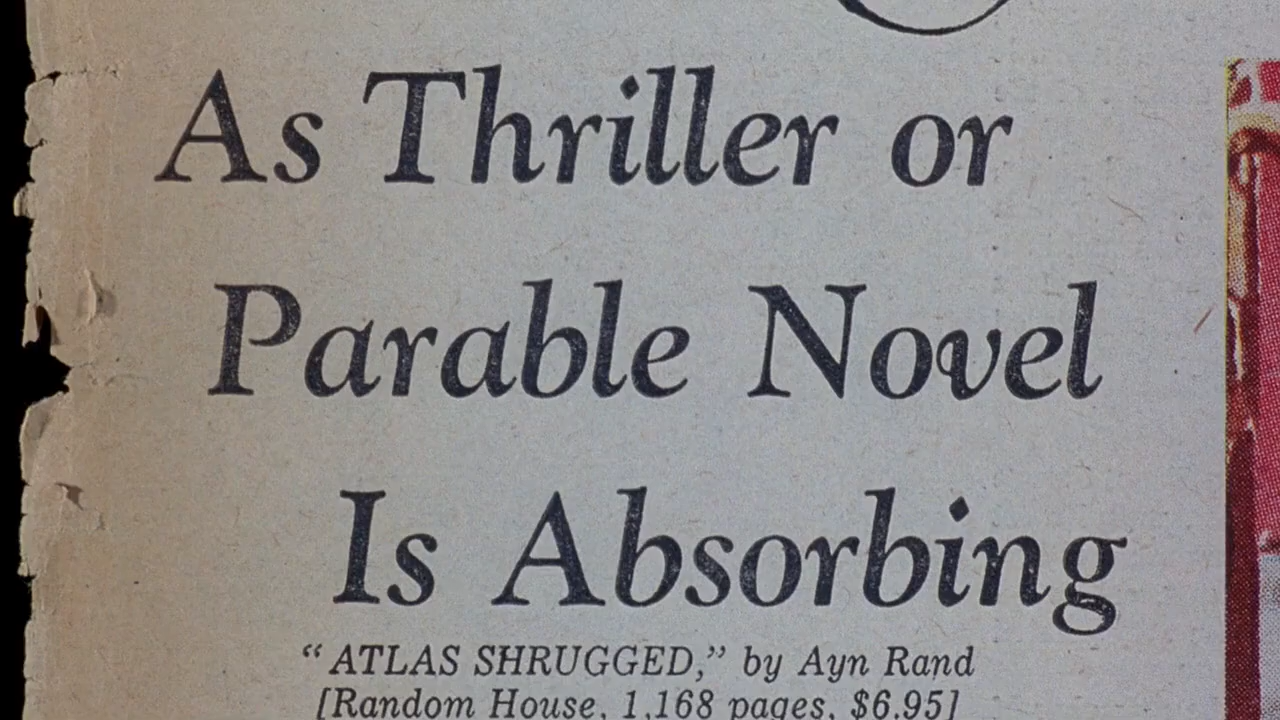 As Thriller or
Parable Novel
Is Absorbing
“ATLAS SHRUGGED,” by Ayn Rand
[Random House, 1,168 pages, $6.95]